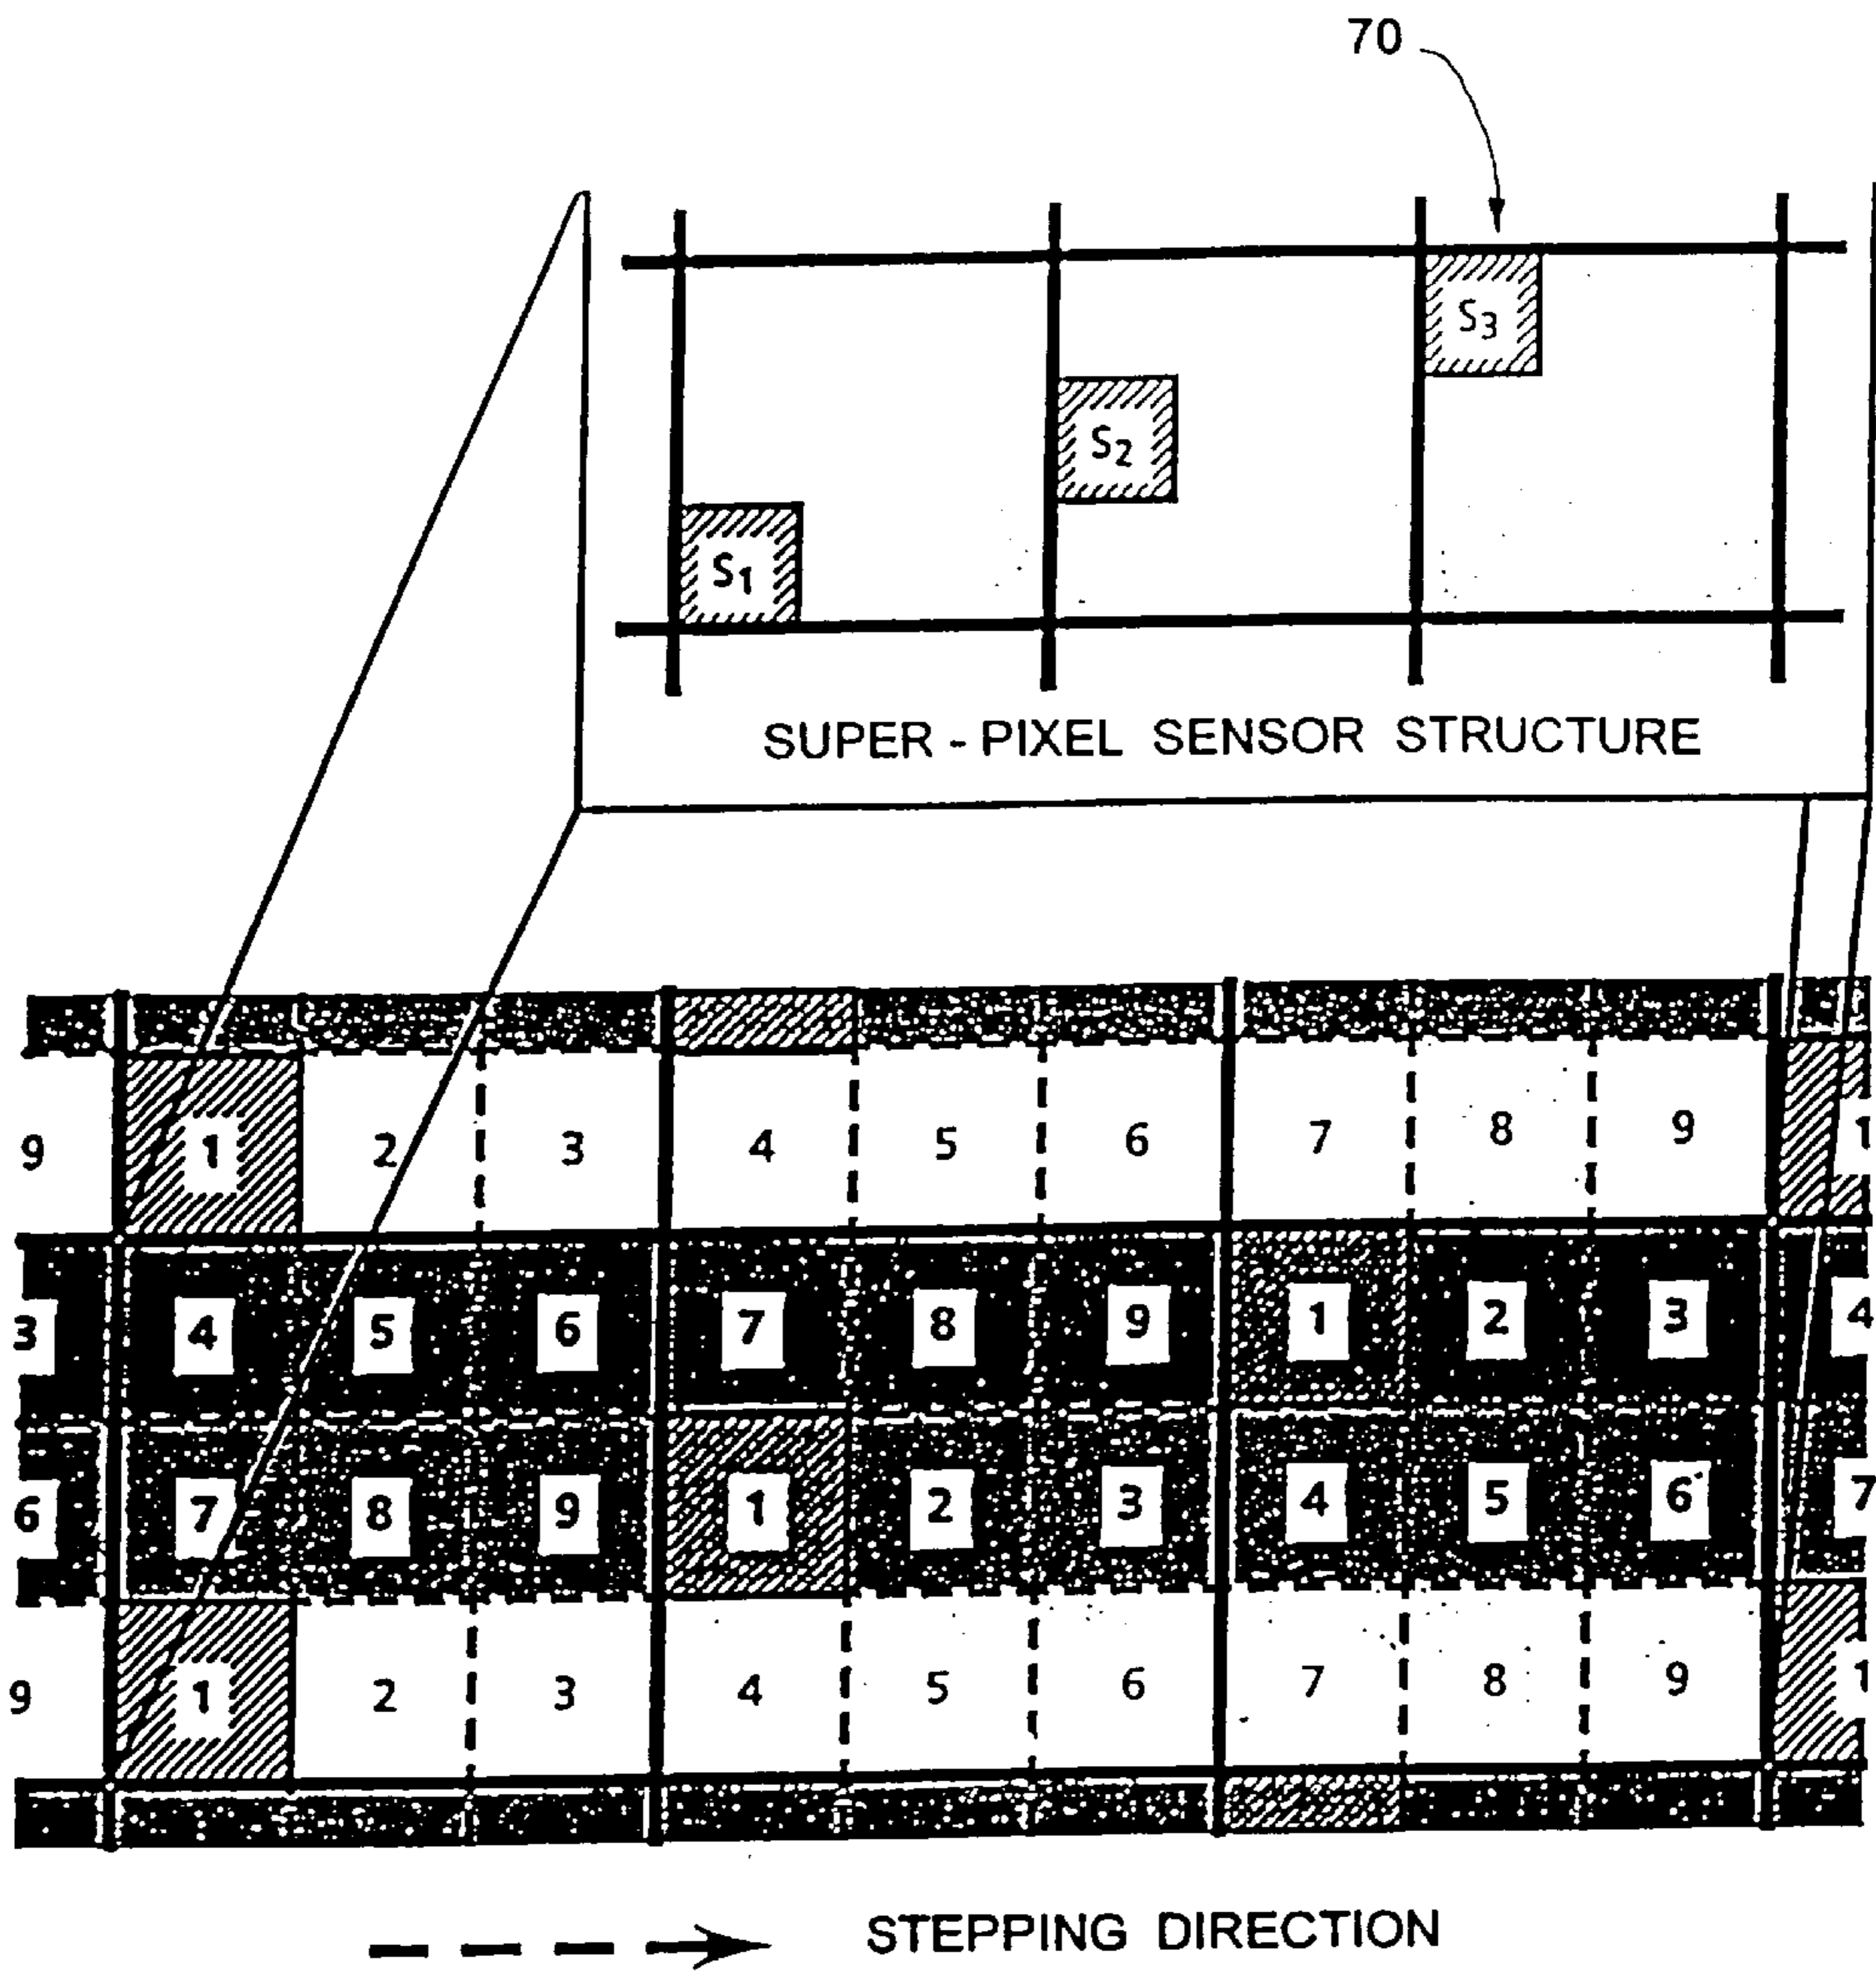 70
S3
S2
S1
SUPER - PIXEL SENSOR STRUCTURE
9 1 2 3 4 5 6 7 8 9 1
3 4 5 6 7 8 9 1 2 3 4
6 7 8 9 1 2 3 4 5 6 7
9 1 2 3 4 5 6 7 8 9 1
STEPPING DIRECTION